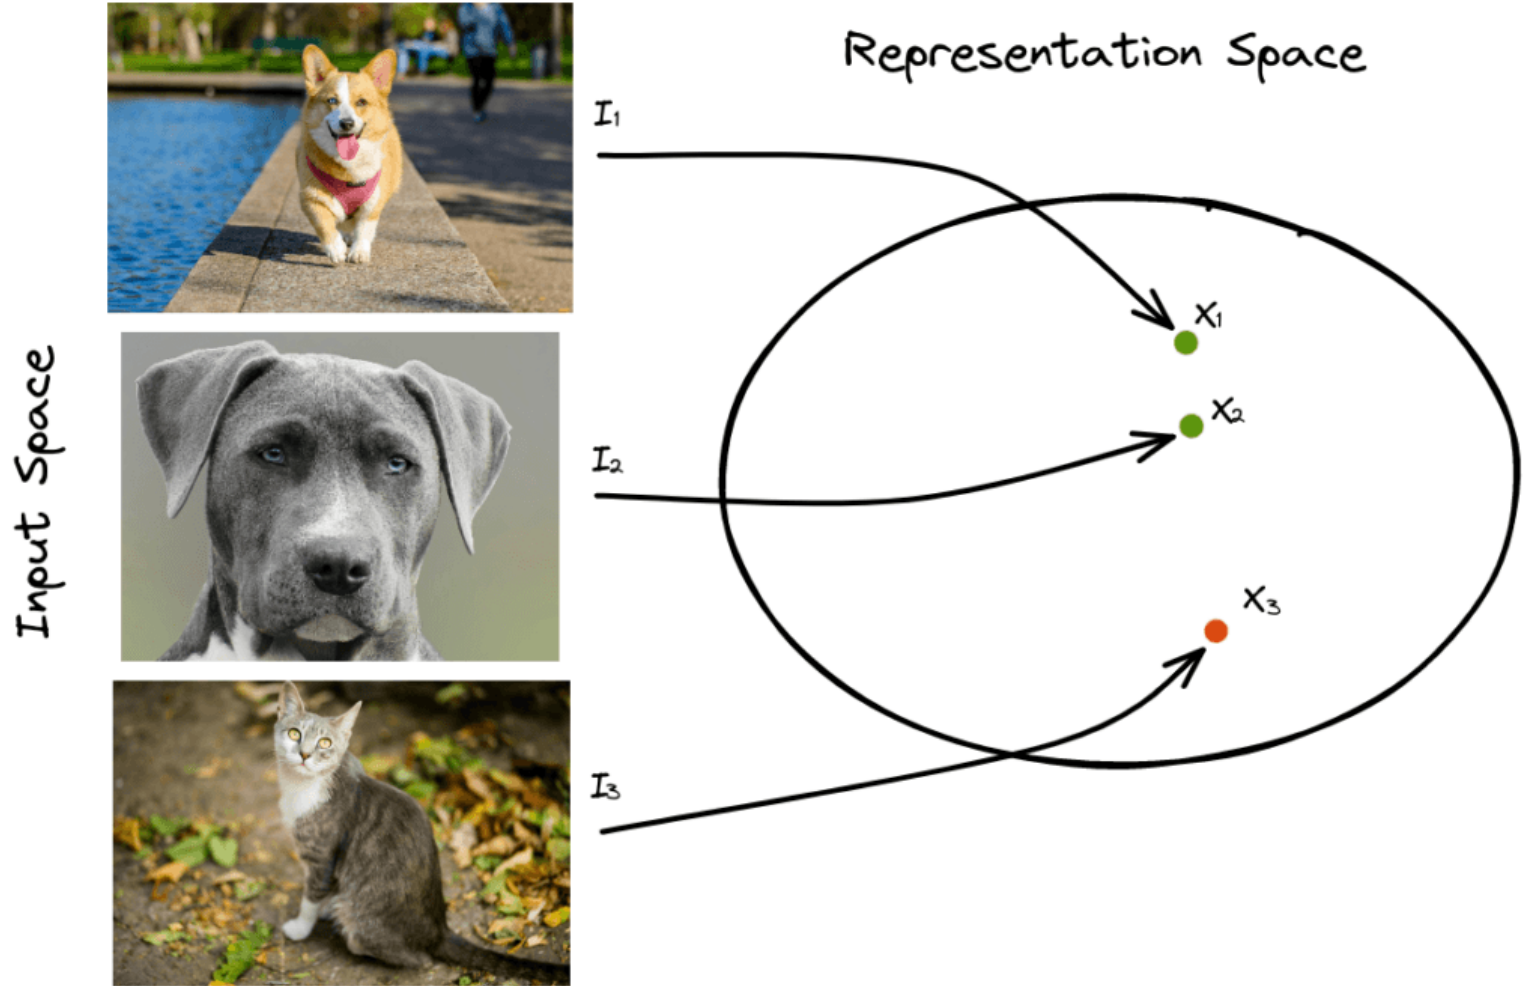 Representation Space
Input Space
I₁
X₁
X₂
I₂
X₃
I₃